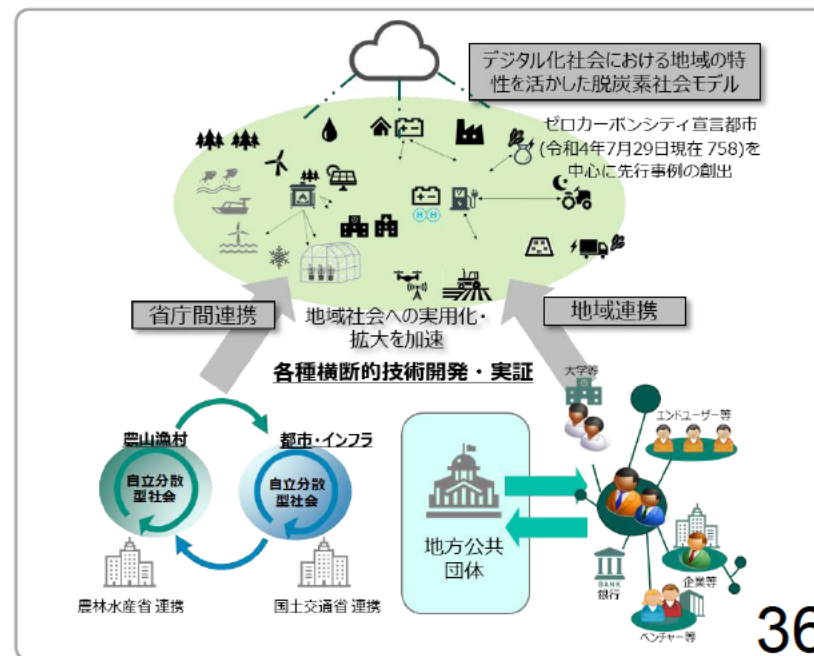 デジタル化社会における地域の特
性を活かした脱炭素社会モデル
ゼロカーボンシティ宣言都市
(令和4年7月29日現在 758)を
中心に先行事例の創出
省庁間連携
地域社会への実用化・
拡大を加速
地域連携
各種横断的技術開発・実証
農山漁村
自立分散
型社会
都市・インフラ
自立分散
型社会
農林水産省 連携
国土交通省 連携
地方公共
団体
大学等
エンドユーザー等
BANK
銀行
企業等
ベンチャー等
H H
36